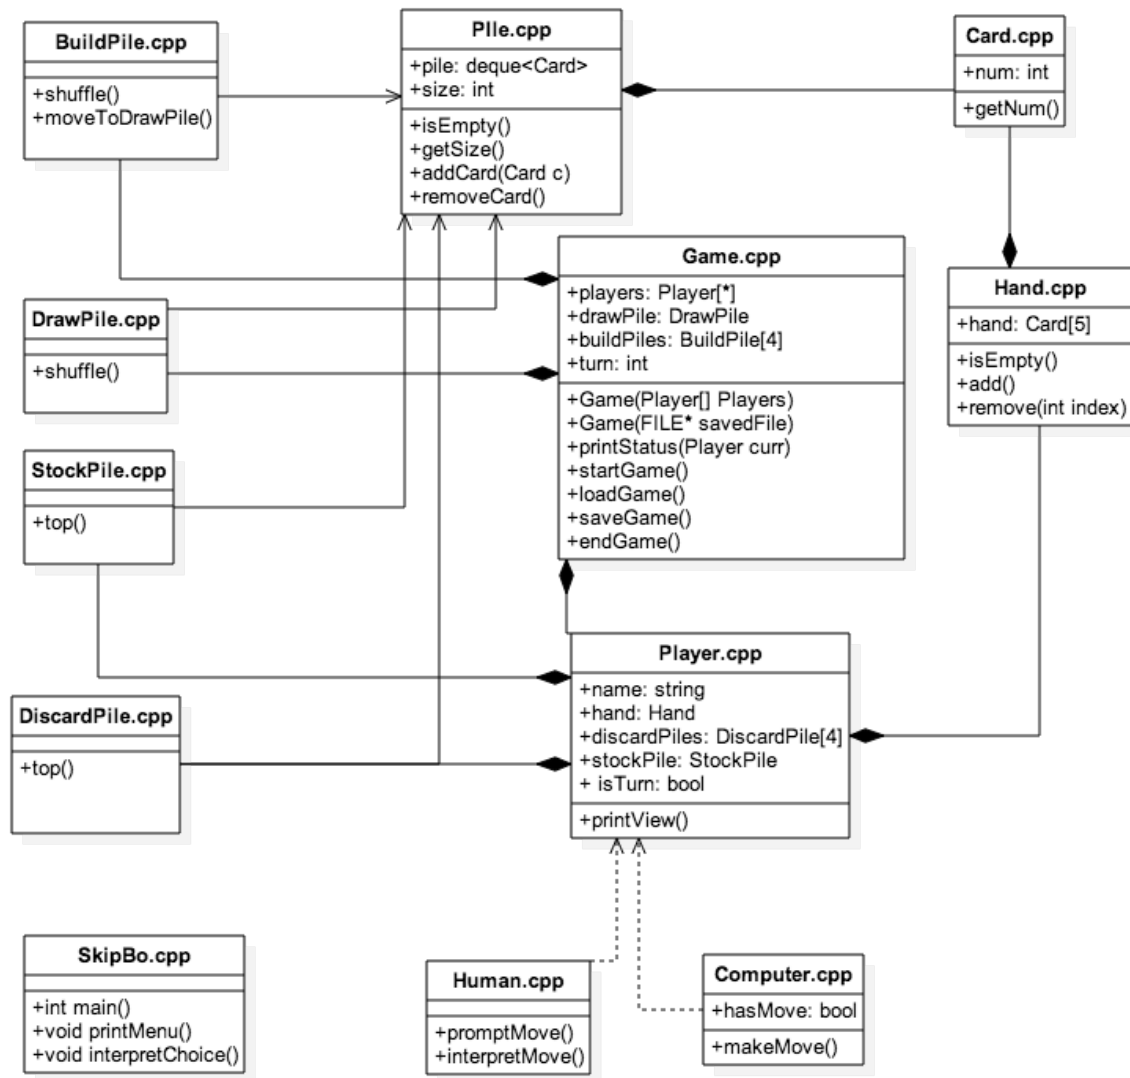 BuildPile.cpp
+shuffle()
+moveToDrawPile()
PIle.cpp
+pile: deque<Card>
+size: int
+isEmpty()
+getSize()
+addCard(Card c)
+removeCard()
Card.cpp
+num: int
+getNum()
Game.cpp
+players: Player[*]
+drawPile: DrawPile
+buildPiles: BuildPile[4]
+turn: int
+Game(Player[] Players)
+Game(FILE* savedFile)
+printStatus(Player curr)
+startGame()
+loadGame()
+saveGame()
+endGame()
Hand.cpp
+hand: Card[5]
+isEmpty()
+add()
+remove(int index)
DrawPile.cpp
+shuffle()
StockPile.cpp
+top()
Player.cpp
+name: string
+hand: Hand
+discardPiles: DiscardPile[4]
+stockPile: StockPile
+ isTurn: bool
+printView()
DiscardPile.cpp
+top()
SkipBo.cpp
+int main()
+void printMenu()
+void interpretChoice()
Human.cpp
+promptMove()
+interpretMove()
Computer.cpp
+hasMove: bool
+makeMove()